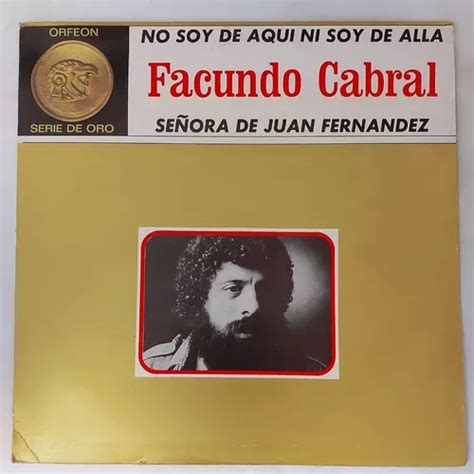 ORFEON
SERIE DE ORO
NO SOY DE AQUI NI SOY DE ALLA
Facundo Cabral
SEÑORA DE JUAN FERNANDEZ